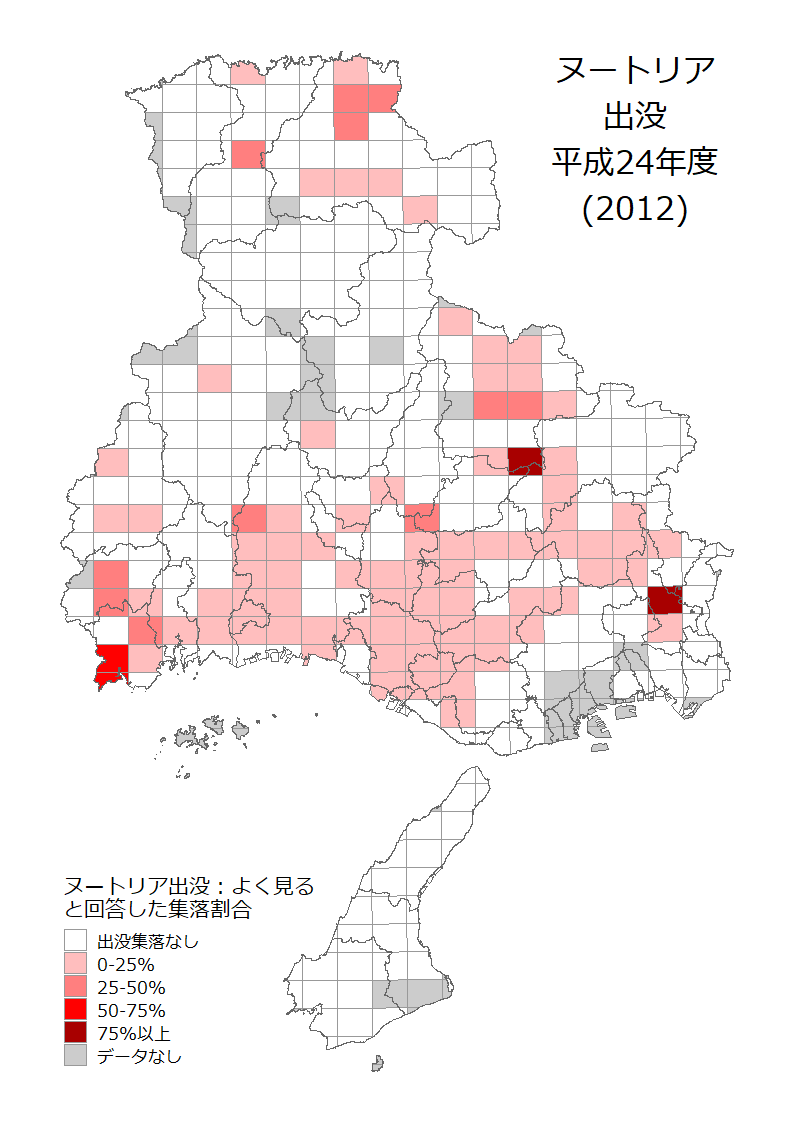 ヌートリア
出没
平成24年度
(2012)
ヌートリア出没：よく見る
と回答した集落割合
出没集落なし
0-25%
25-50%
50-75%
75%以上
データなし